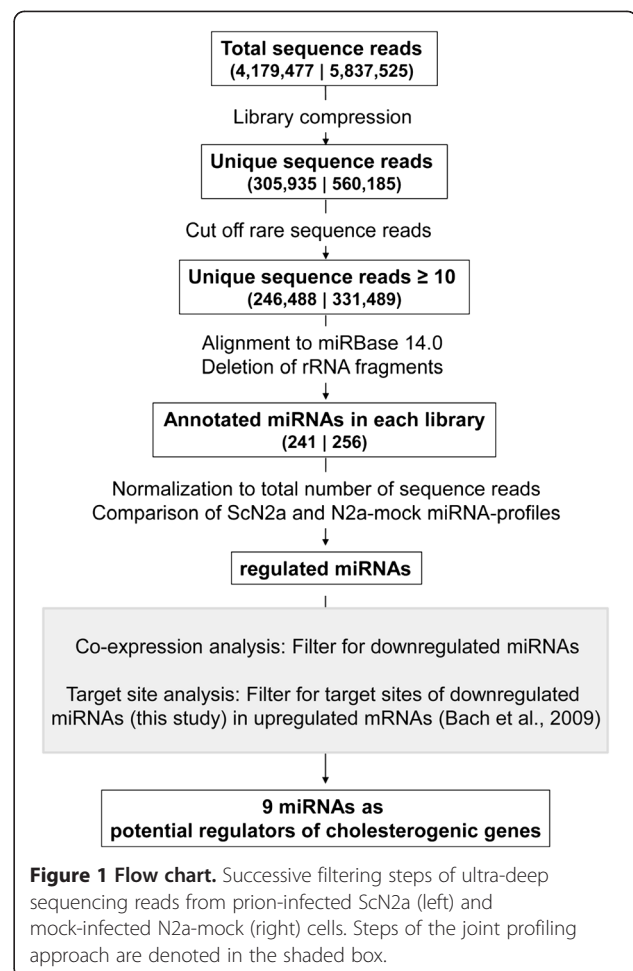 Total sequence reads
(4,179,477 | 5,837,525)
Library compression
Unique sequence reads
(305,935 | 560,185)
Cut off rare sequence reads
Unique sequence reads ≥ 10
(246,488 | 331,489)
Alignment to miRBase 14.0
Deletion of rRNA fragments
Annotated miRNAs in each library
(241 | 256)
Normalization to total number of sequence reads
Comparison of ScN2a and N2a-mock miRNA-profiles
regulated miRNAs
Co-expression analysis: Filter for downregulated miRNAs
Target site analysis: Filter for target sites of downregulated
miRNAs (this study) in upregulated mRNAs (Bach et al., 2009)
9 miRNAs as
potential regulators of cholesterogenic genes
Figure 1 Flow chart. Successive filtering steps of ultra-deep
sequencing reads from prion-infected ScN2a (left) and
mock-infected N2a-mock (right) cells. Steps of the joint profiling
approach are denoted in the shaded box.